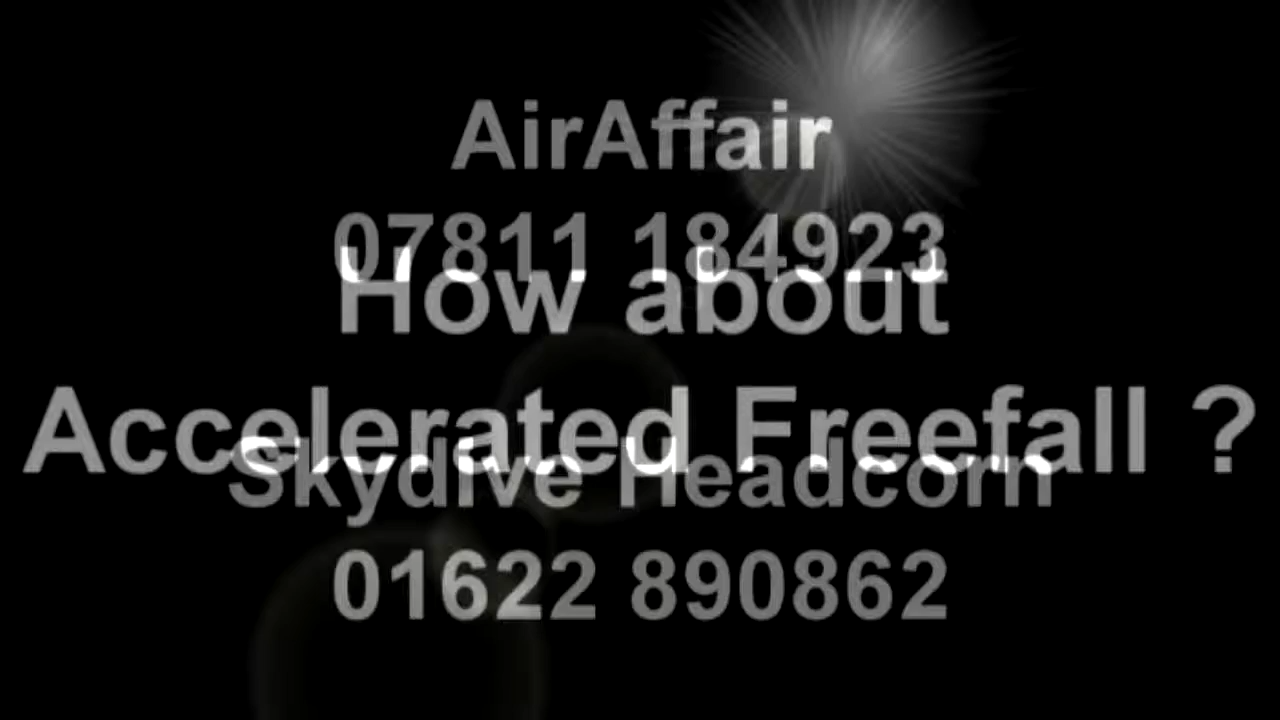 AirAffair
07811 184923
How about
Accelerated Freefall ?
Skydive Headcorn
01622 890862